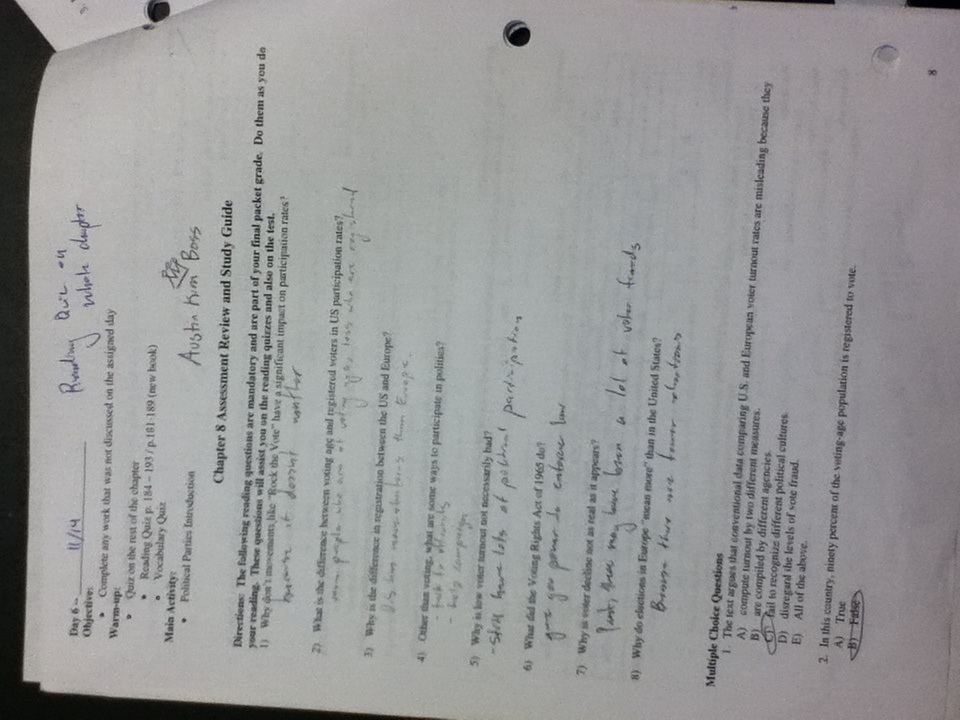 Day 6 – 11/14
Reading Quiz on
whole chapter
Objective:
• Complete any work that was not discussed on the assigned day
Warm-up:
• Quiz on the rest of the chapter
• Reading Quiz p. 184 – 193 / p.181-189 (new book)
• Vocabulary Quiz
Main Activity:
• Political Parties Introduction
Austin Kim Boss
Chapter 8 Assessment Review and Study Guide
Directions: The following reading questions are mandatory and are part of your final packet grade. Do them as you do
your reading. These questions will assist you on the reading quizzes and also on the test.
1) Why don't movements like "Rock the Vote" have a significant impact on participation rates?
because it dossnt matter
2) What is the difference between voting age and registered voters in US participation rates?
people who are at voting age, less who are registered
3) Why is the difference in registration between the US and Europe?
U.S has more than Europe.
4) Other than voting, what are some ways to participate in politics?
- talk to
- help campaign
5) Why is low voter turnout not necessarily bad?
- Still have lots of political participation
6) What did the Voting Rights Act of 1965 do?
gov power to enforce law
7) Why is voter decline not as real as it appears?
Past, there may have been a lot of voter frauds
8) Why do elections in Europe "mean more" than in the United States?
Because there are fewer elections
Multiple Choice Questions
1. The text argues that conventional data comparing U.S. and European voter turnout rates are misleading because they
A) compute turnout by two different measures.
B) are compiled by different agencies.
C) fail to recognize different political cultures.
D) disregard the levels of vote fraud.
E) All of the above.
2. In this country, ninety percent of the voting-age population is registered to vote.
A) True
B) False
8